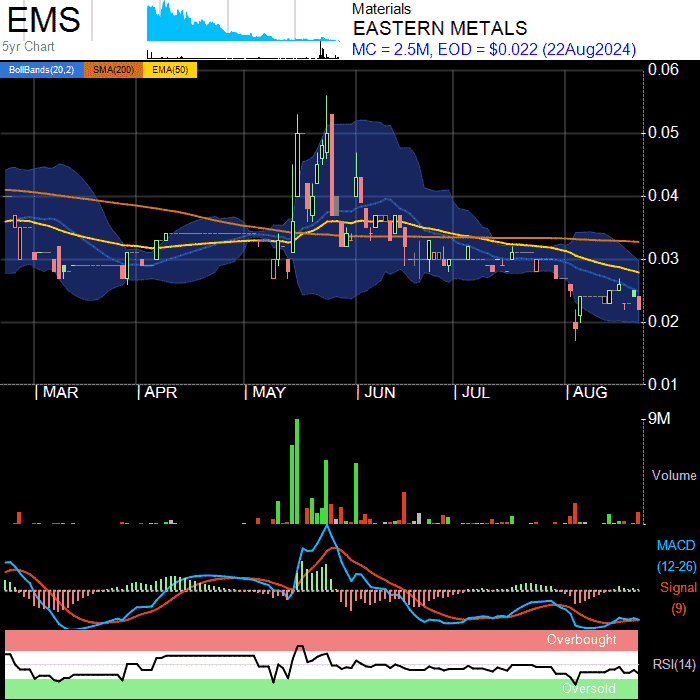 EMS
5yr Chart
Materials
EASTERN METALS
MC = 2.5M, EOD = $0.022 (22Aug2024)
BollBands(20,2) SMA(200) EMA(50)
0.06
0.05
0.04
0.03
0.02
0.01
MAR APR MAY JUN JUL AUG
9M
Volume
MACD
(12-26)
Signal
(9)
Overbought
RSI(14)
Oversold